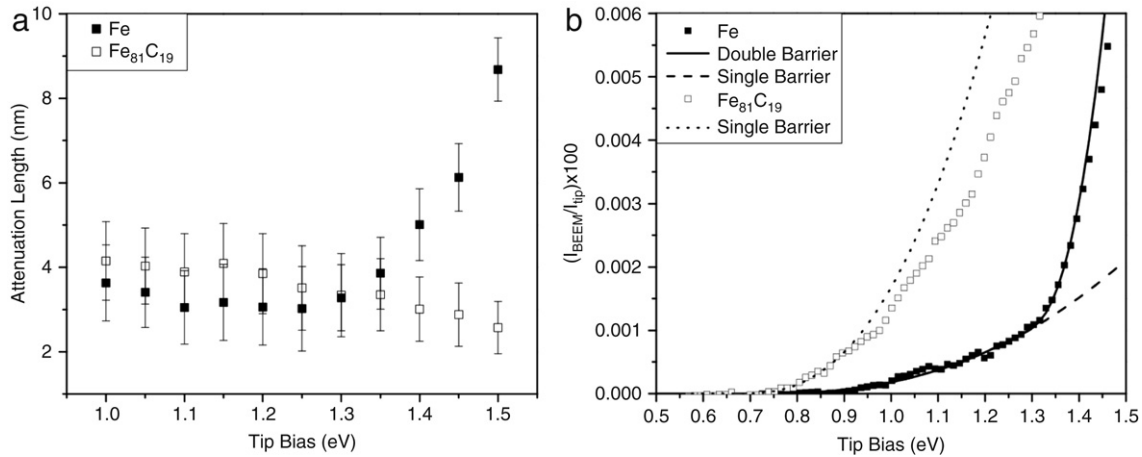 a
10
8
6
4
2
Attenuation Length (nm)
Fe
Fe₈₁C₁₉
1.0 1.1 1.2 1.3 1.4 1.5
Tip Bias (eV)
b
0.006
0.005
0.004
0.003
0.002
0.001
0.000
(I_BEEM/I_tip)x100
Fe
Double Barrier
Single Barrier
Fe₈₁C₁₉
Single Barrier
0.5 0.6 0.7 0.8 0.9 1.0 1.1 1.2 1.3 1.4 1.5
Tip Bias (eV)